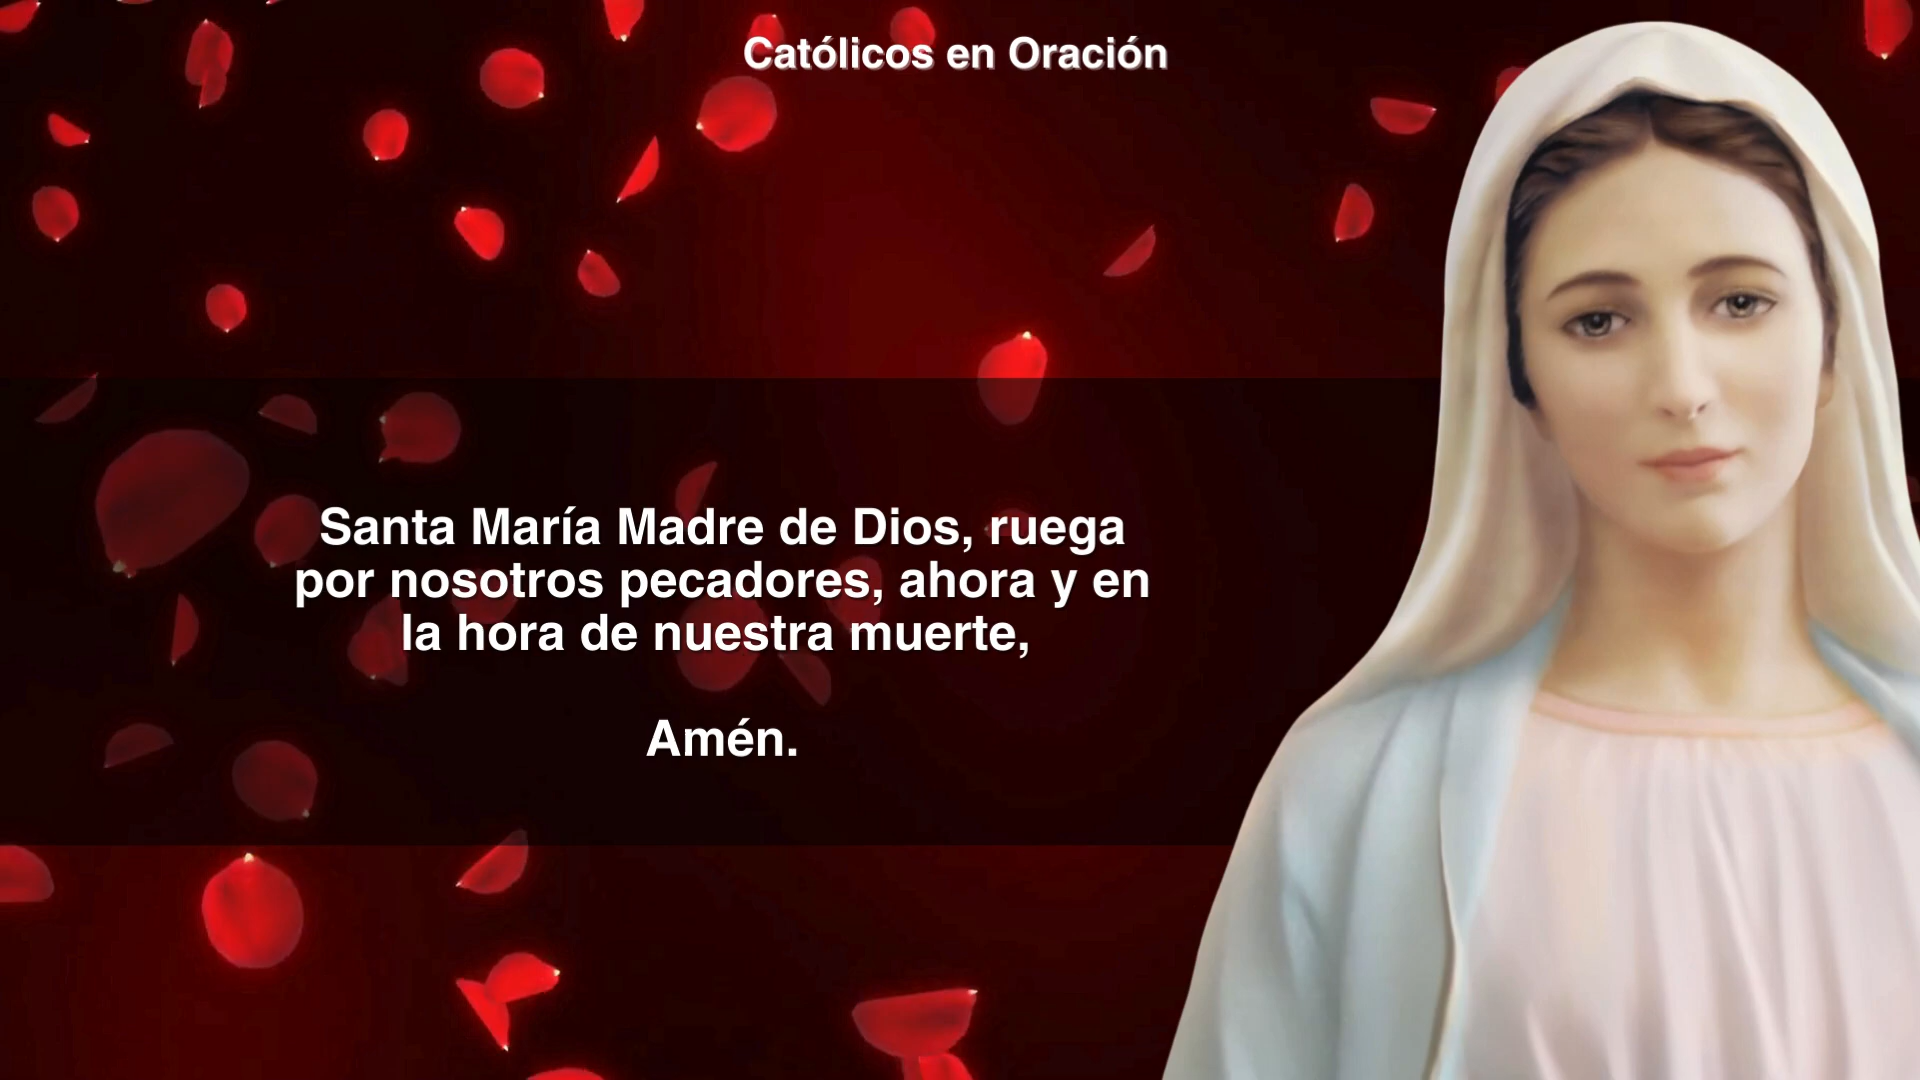 Católicos en Oración
Santa María Madre de Dios, ruega
por nosotros pecadores, ahora y en
la hora de nuestra muerte,
Amén.